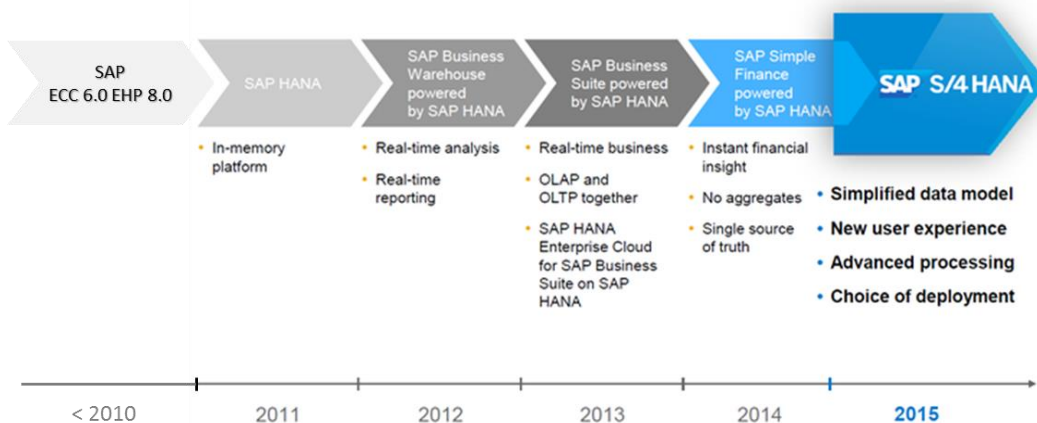 SAP
ECC 6.0 EHP 8.0
SAP HANA
SAP Business
Warehouse
powered
by SAP HANA
SAP Business
Suite powered
by SAP HANA
SAP Simple
Finance
powered
by SAP HANA
SAP S/4 HANA
• In-memory
platform
• Real-time analysis
• Real-time
reporting
• Real-time business
• OLAP and
OLTP together
• SAP HANA
Enterprise Cloud
for SAP Business
Suite on SAP
HANA
• Instant financial
insight
• No aggregates
• Single source
of truth
• Simplified data model
• New user experience
• Advanced processing
• Choice of deployment
< 2010
2011
2012
2013
2014
2015